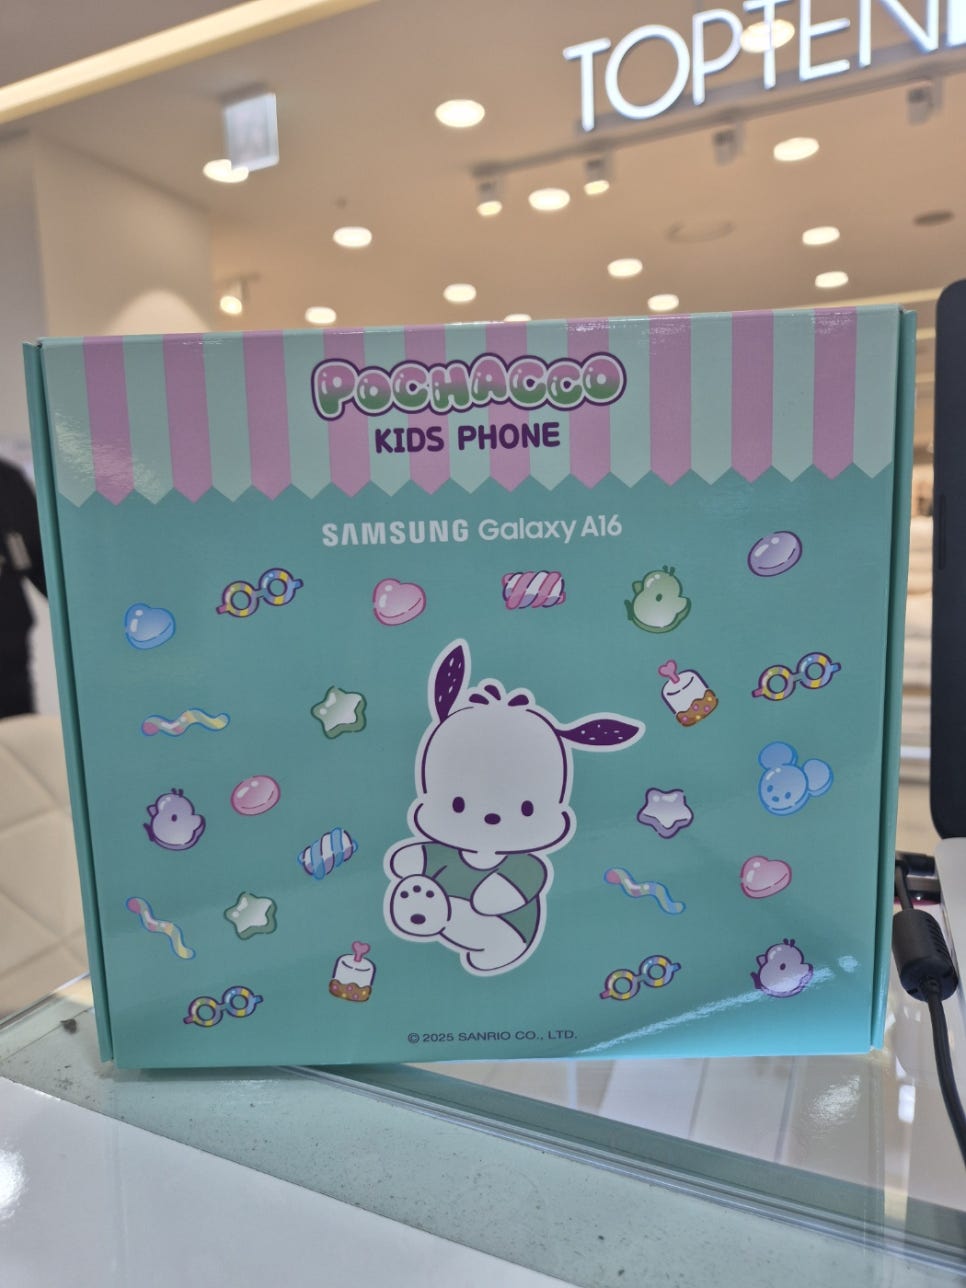 TOPTEN
POCHACCO
KIDS PHONE
SAMSUNG Galaxy A16
© 2025 SANRIO CO., LTD.